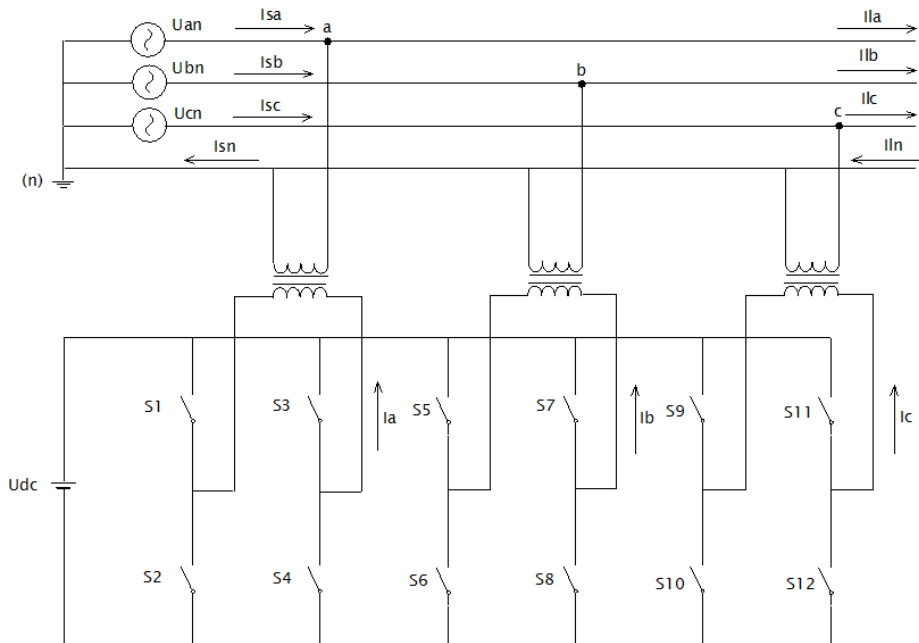 Uan Isa a Ila
Ubn Isb b Ilb
Ucn Isc c Ilc
(n) Isn Iln
S1 S3 Ia S5 S7 Ib S9 S11 Ic
Udc
S2 S4 S6 S8 S10 S12